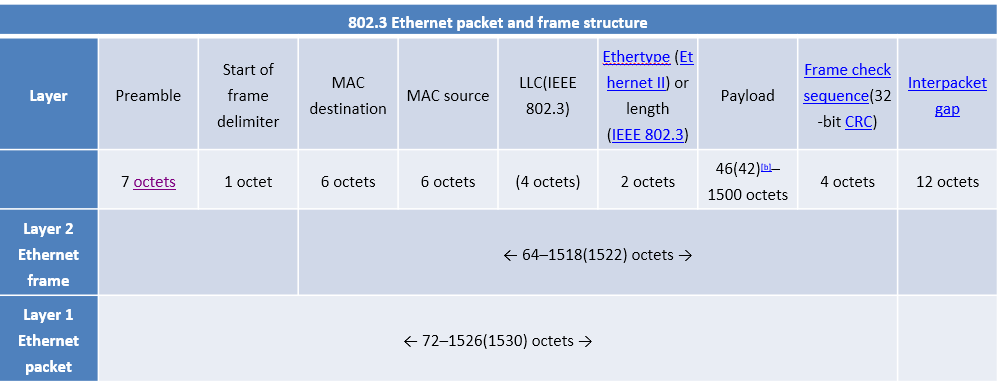 802.3 Ethernet packet and frame structure
Layer
Preamble
Start of
frame
delimiter
MAC
destination
MAC source
LLC(IEEE
802.3)
Ethertype (Et
hernet II) or
length
(IEEE 802.3)
Payload
Frame check
sequence(32
-bit CRC)
Interpacket
gap
7 octets
1 octet
6 octets
6 octets
(4 octets)
2 octets
46(42)[b]–
1500 octets
4 octets
12 octets
Layer 2
Ethernet
frame
← 64–1518(1522) octets →
Layer 1
Ethernet
packet
← 72–1526(1530) octets →